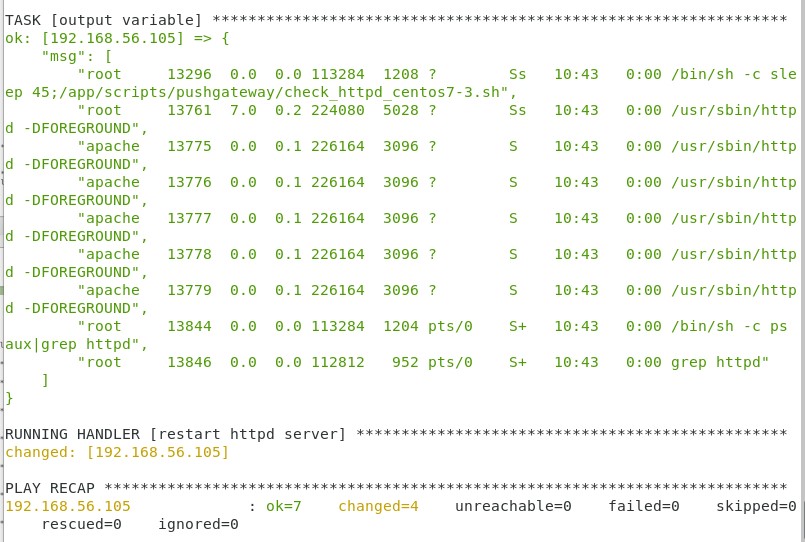 TASK [output variable] ****************************************************************
ok: [192.168.56.105] => {
    "msg": [
        "root     13296  0.0  0.0 113284  1208 ?        Ss   10:43   0:00 /bin/sh -c sle
ep 45;/app/scripts/pushgateway/check_httpd_centos7-3.sh",
        "root     13761  7.0  0.2 224080  5028 ?        Ss   10:43   0:00 /usr/sbin/http
d -DFOREGROUND",
        "apache   13775  0.0  0.1 226164  3096 ?        S    10:43   0:00 /usr/sbin/http
d -DFOREGROUND",
        "apache   13776  0.0  0.1 226164  3096 ?        S    10:43   0:00 /usr/sbin/http
d -DFOREGROUND",
        "apache   13777  0.0  0.1 226164  3096 ?        S    10:43   0:00 /usr/sbin/http
d -DFOREGROUND",
        "apache   13778  0.0  0.1 226164  3096 ?        S    10:43   0:00 /usr/sbin/http
d -DFOREGROUND",
        "apache   13779  0.0  0.1 226164  3096 ?        S    10:43   0:00 /usr/sbin/http
d -DFOREGROUND",
        "root     13844  0.0  0.0 113284  1204 pts/0    S+   10:43   0:00 /bin/sh -c ps 
aux|grep httpd",
        "root     13846  0.0  0.0 112812   952 pts/0    S+   10:43   0:00 grep httpd"
    ]
}
RUNNING HANDLER [restart httpd server] ************************************************
changed: [192.168.56.105]
PLAY RECAP ****************************************************************************
192.168.56.105             : ok=7    changed=4    unreachable=0    failed=0    skipped=0
    rescued=0    ignored=0